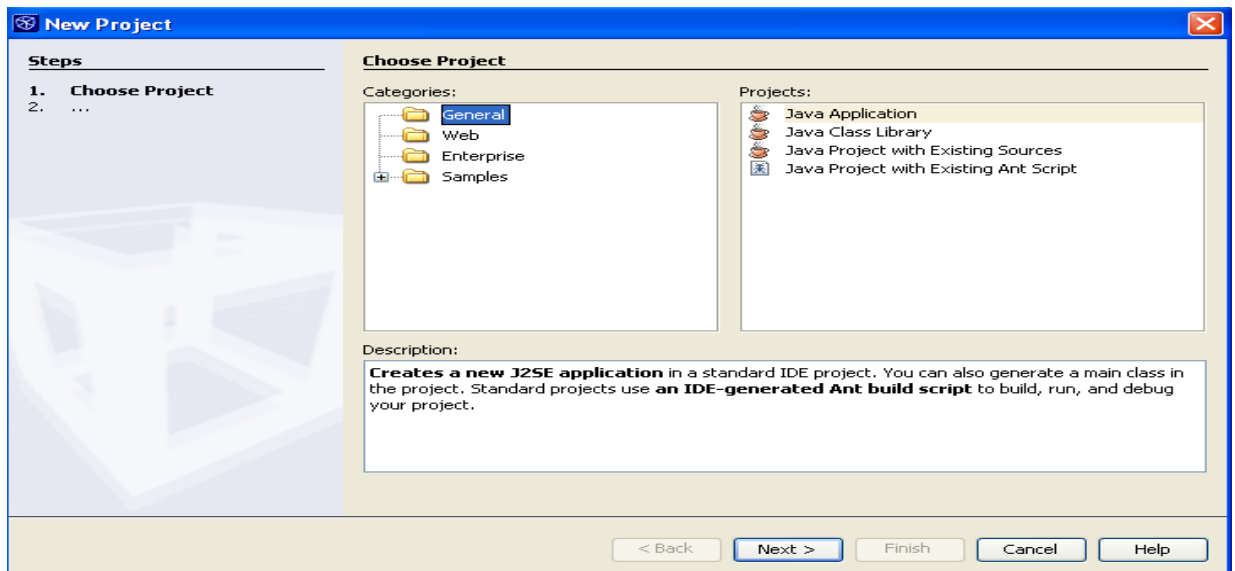 New Project
Steps
1. Choose Project
2. ...
Choose Project
Categories:
General
Web
Enterprise
Samples
Projects:
Java Application
Java Class Library
Java Project with Existing Sources
Java Project with Existing Ant Script
Description:
Creates a new J2SE application in a standard IDE project. You can also generate a main class in
the project. Standard projects use an IDE-generated Ant build script to build, run, and debug
your project.
< Back
Next >
Finish
Cancel
Help